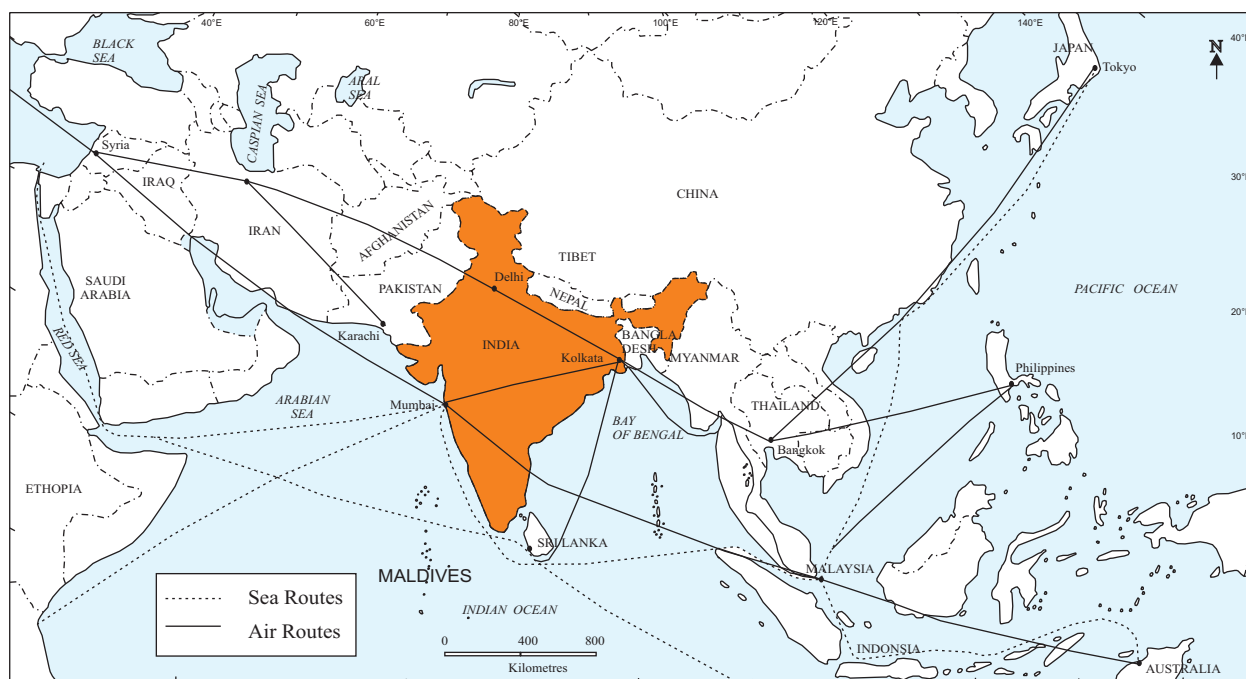 40°E
60°E
80°E
100°E
120°E
140°E
40°N
30°N
20°N
10°N
N
BLACK
SEA
ARAL
SEA
CASPIAN SEA
JAPAN
Tokyo
Syria
IRAQ
IRAN
AFGHANISTAN
CHINA
TIBET
SAUDI
ARABIA
PAKISTAN
Delhi
NEPAL
PACIFIC OCEAN
RED SEA
Karachi
INDIA
BANGLA
DESH
Kolkata
MYANMAR
Philippines
ARABIAN
SEA
Mumbai
BAY
OF BENGAL
THAILAND
Bangkok
ETHOPIA
SRI LANKA
MALDIVES
MALAYSIA
INDIAN OCEAN
INDONSIA
AUSTRALIA
Sea Routes
Air Routes
0 400 800
Kilometres